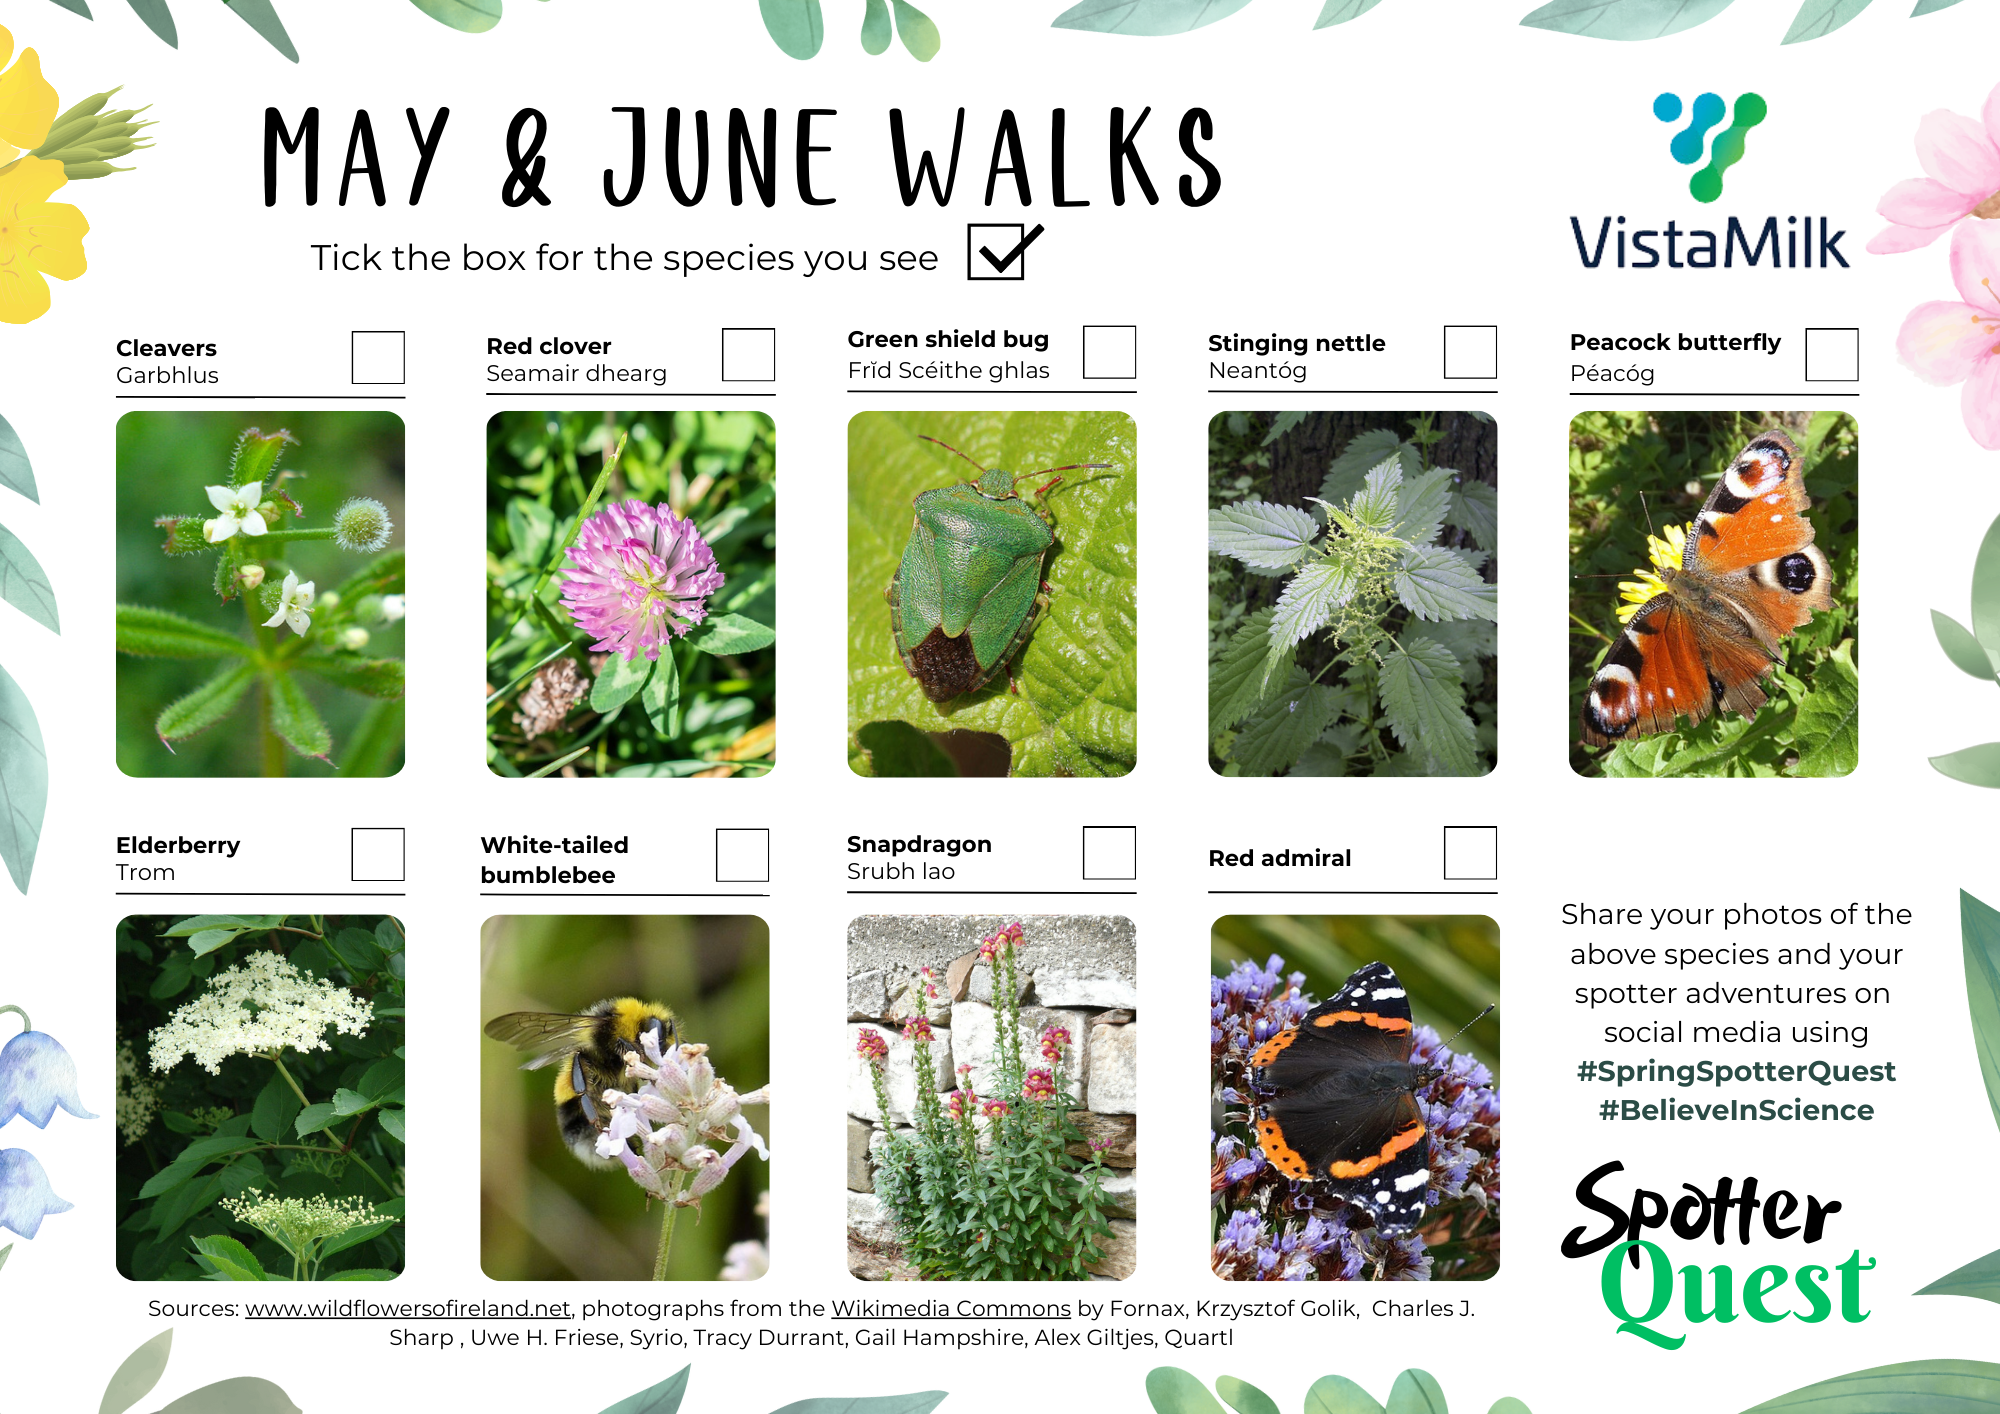 MAY & JUNE WALKS
Tick the box for the species you see
VistaMilk
Cleavers
Garbhlus
Red clover
Seamair dhearg
Green shield bug
Frĭd Scéithe ghlas
Stinging nettle
Neantóg
Peacock butterfly
Péacóg
Elderberry
Trom
White-tailed
bumblebee
Snapdragon
Srubh lao
Red admiral
Share your photos of the
above species and your
spotter adventures on
social media using
#SpringSpotterQuest
#BelieveInScience
Spotter
Quest
Sources: www.wildflowersofireland.net, photographs from the Wikimedia Commons by Fornax, Krzysztof Golik,  Charles J.
Sharp , Uwe H. Friese, Syrio, Tracy Durrant, Gail Hampshire, Alex Giltjes, Quartl